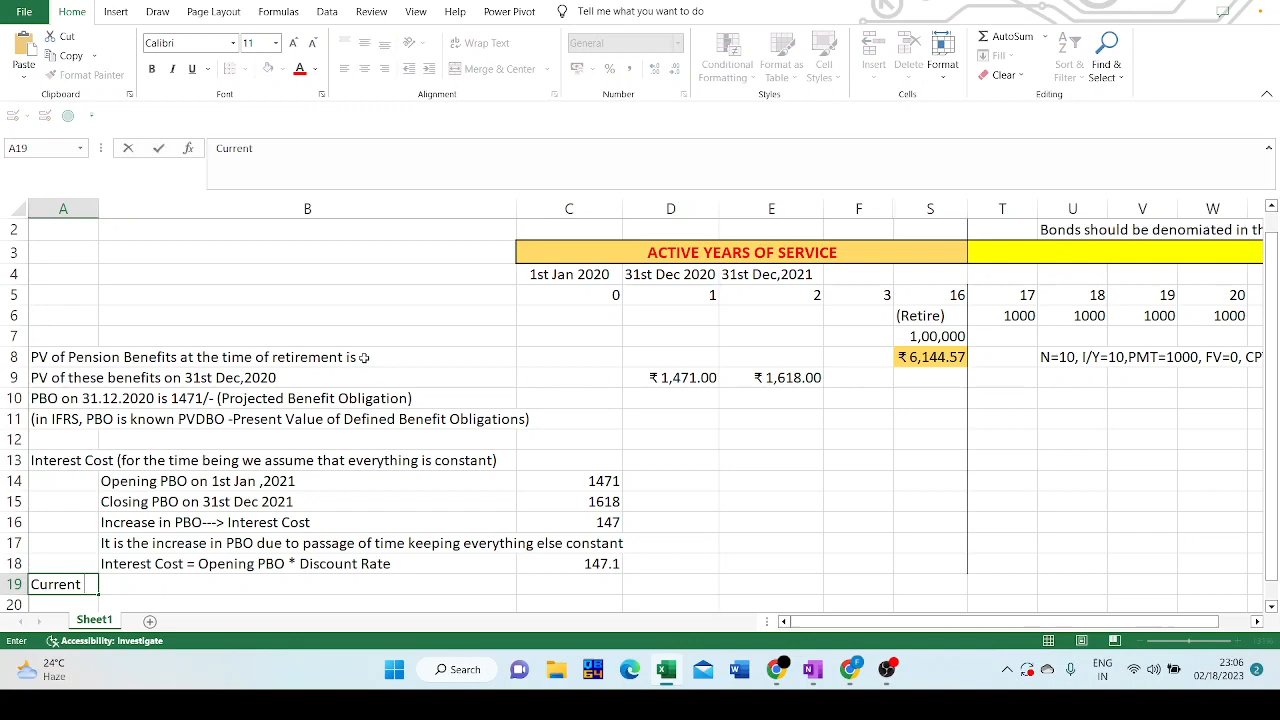 File Home Insert Draw Page Layout Formulas Data Review View Help Power Pivot Tell me what you want to do
Paste Cut Copy Format Painter
Calibri 11
B I U A
Wrap Text
Merge & Center
General
%
Conditional Formatting Format as Table Cell Styles
Insert Delete Format
AutoSum Fill Clear
Sort & Filter Find & Select
Clipboard Font Alignment Number Styles Cells Editing
A19 fx Current
A B C D E F S T U V W
2 Bonds should be denomiated in th
3 ACTIVE YEARS OF SERVICE
4 1st Jan 2020 31st Dec 2020 31st Dec,2021
5 0 1 2 3 16 17 18 19 20
6 (Retire) 1000 1000 1000 1000
7 1,00,000
8 PV of Pension Benefits at the time of retirement is ₹ 6,144.57 N=10, I/Y=10,PMT=1000, FV=0, CP
9 PV of these benefits on 31st Dec,2020 ₹ 1,471.00 ₹ 1,618.00
10 PBO on 31.12.2020 is 1471/- (Projected Benefit Obligation)
11 (in IFRS, PBO is known PVDBO -Present Value of Defined Benefit Obligations)
12
13 Interest Cost (for the time being we assume that everything is constant)
14 Opening PBO on 1st Jan ,2021 1471
15 Closing PBO on 31st Dec 2021 1618
16 Increase in PBO---> Interest Cost 147
17 It is the increase in PBO due to passage of time keeping everything else constant
18 Interest Cost = Opening PBO * Discount Rate 147.1
19 Current
20
Sheet1
Enter Accessibility: Investigate
24°C
Haze
Search
ENG
IN
23:06
02/18/2023
2